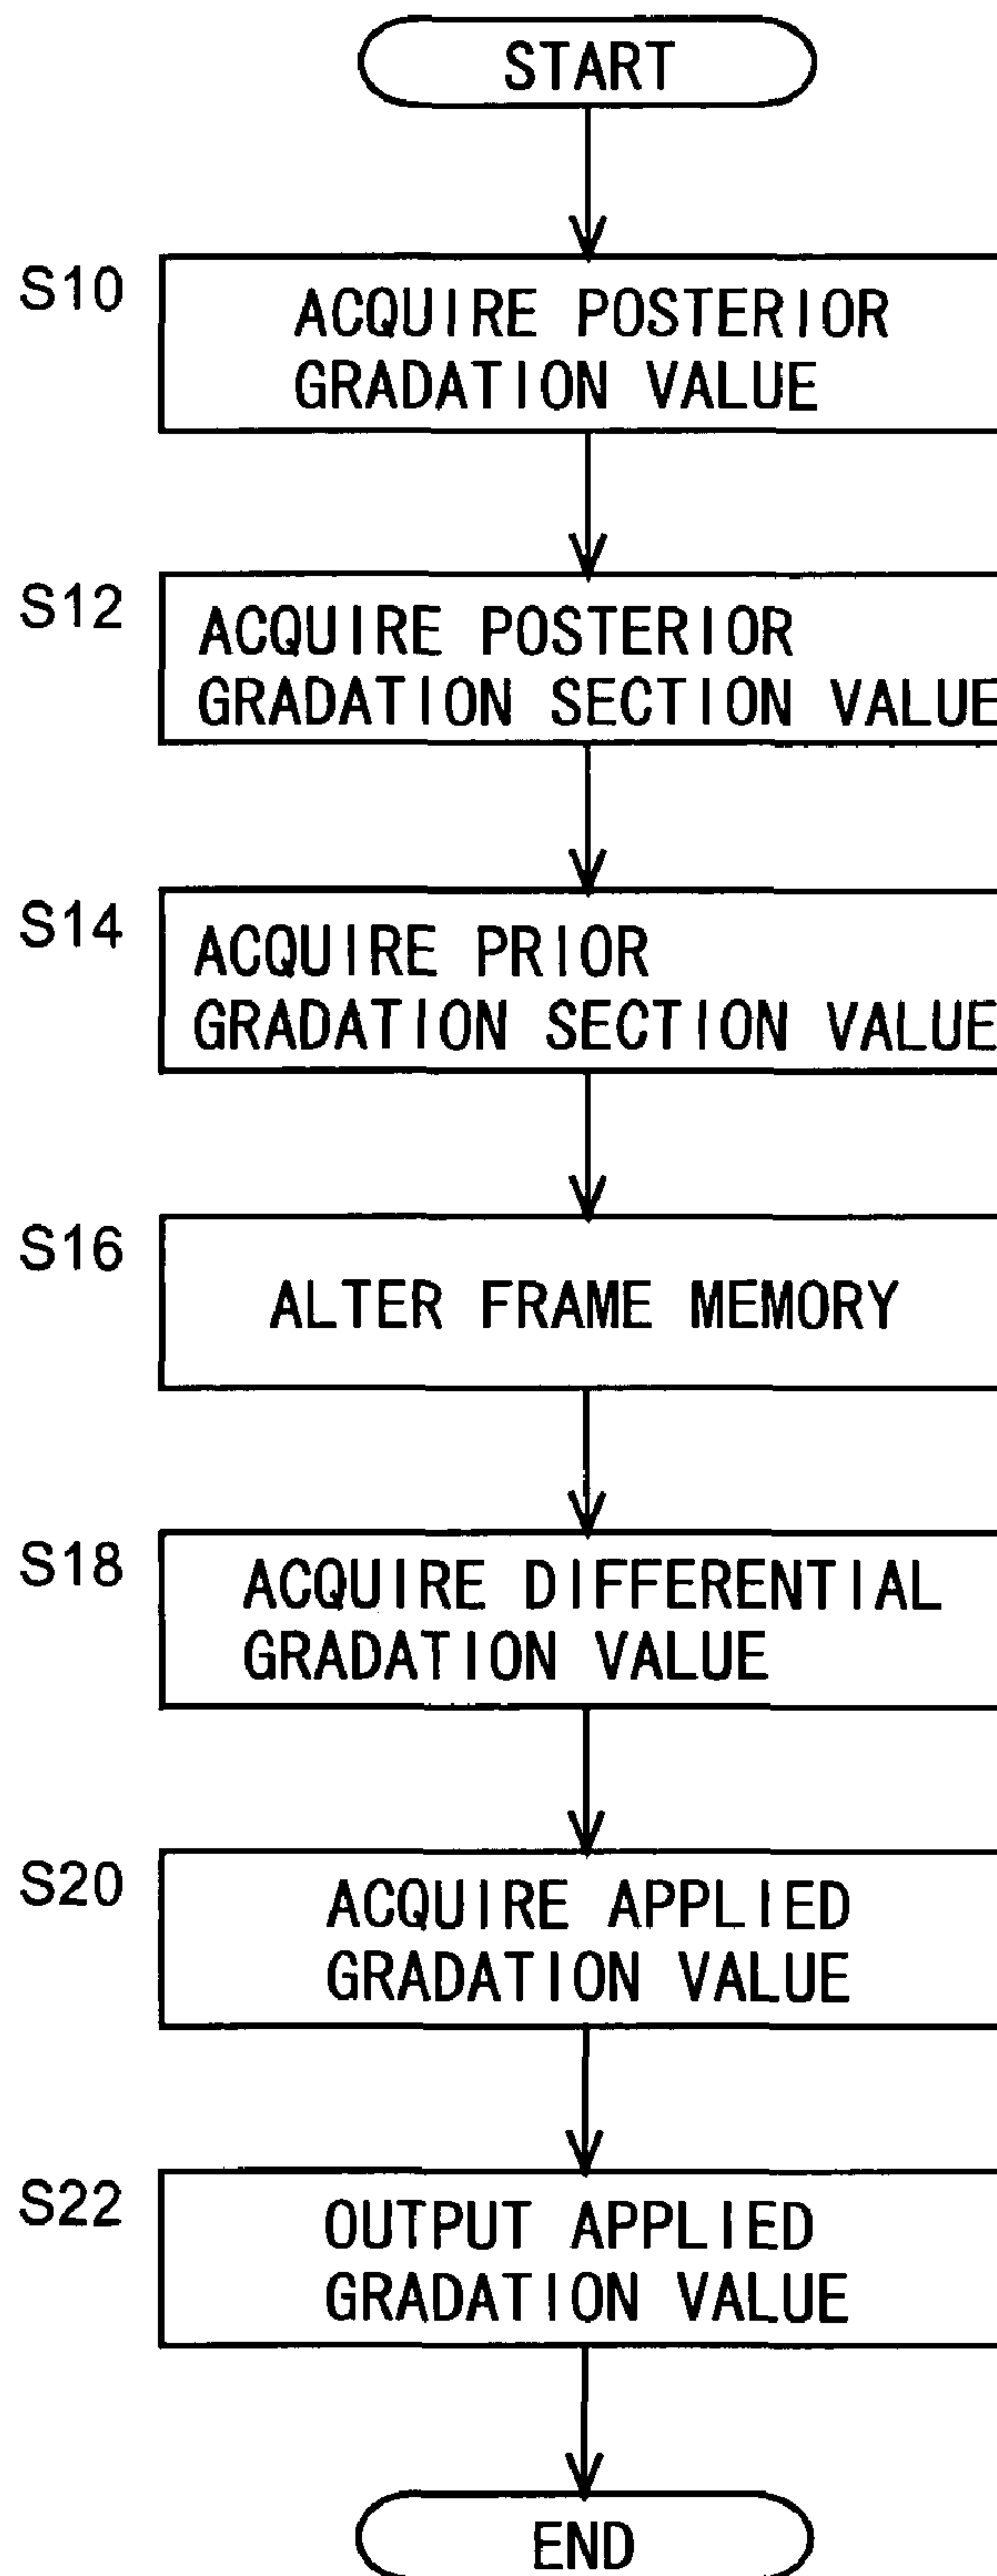 START
S10
ACQUIRE POSTERIOR
GRADATION VALUE
S12
ACQUIRE POSTERIOR
GRADATION SECTION VALUE
S14
ACQUIRE PRIOR
GRADATION SECTION VALUE
S16
ALTER FRAME MEMORY
S18
ACQUIRE DIFFERENTIAL
GRADATION VALUE
S20
ACQUIRE APPLIED
GRADATION VALUE
S22
OUTPUT APPLIED
GRADATION VALUE
END